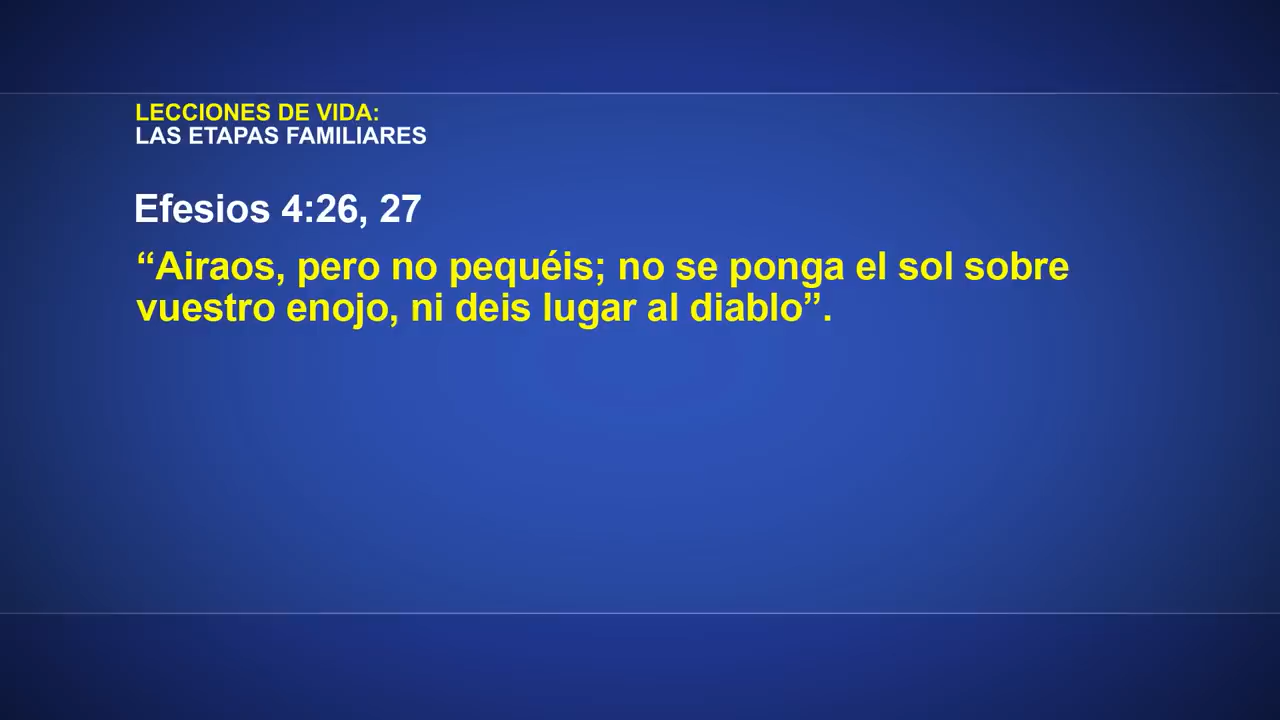 LECCIONES DE VIDA:
LAS ETAPAS FAMILIARES
Efesios 4:26, 27
“Airaos, pero no pequéis; no se ponga el sol sobre
vuestro enojo, ni deis lugar al diablo”.